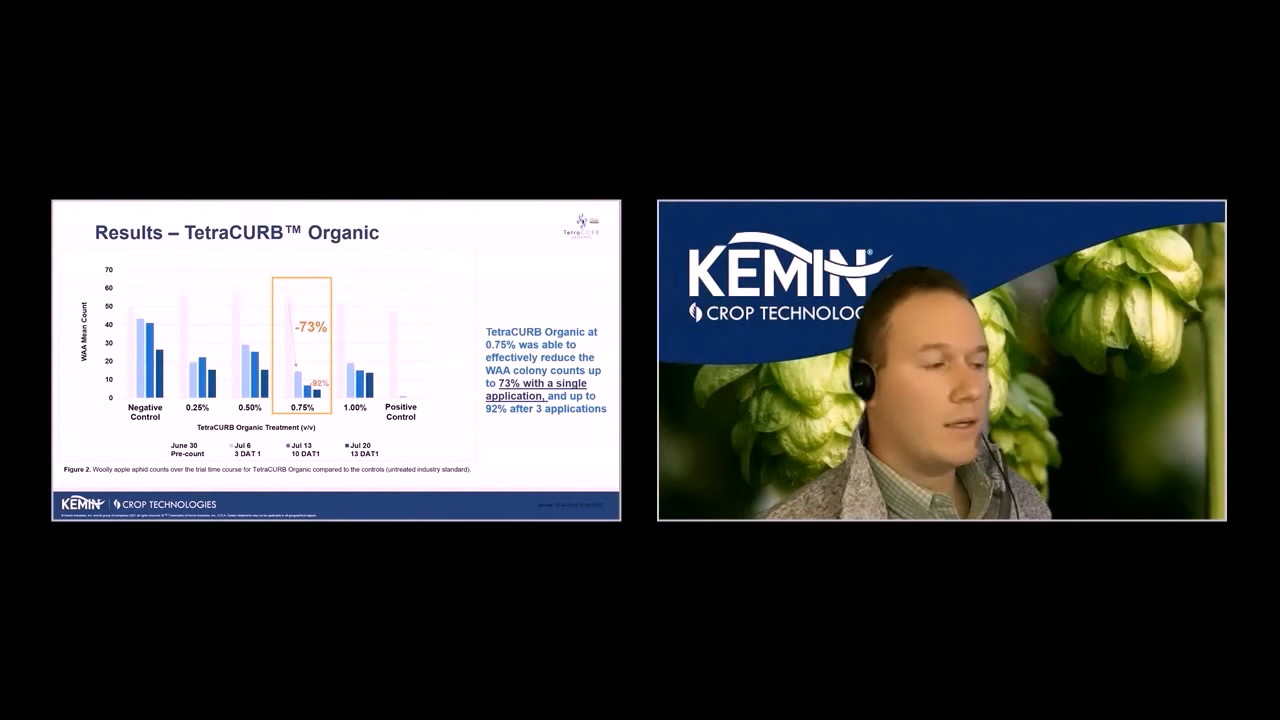 Results – TetraCURB™ Organic
TetraCURB
70
60
50
40
30
20
10
0
WAA Mean Count
-73%
-92%
Negative
Control
0.25%
0.50%
0.75%
1.00%
Positive
Control
TetraCURB Organic Treatment (v/v)
June 30
Pre-count
Jul 6
3 DAT 1
Jul 13
10 DAT1
Jul 20
13 DAT1
TetraCURB Organic at
0.75% was able to
effectively reduce the
WAA colony counts up
to 73% with a single
application, and up to
92% after 3 applications
Figure 2. Woolly apple aphid counts over the trial time course for TetraCURB Organic compared to the controls (untreated industry standard).
KEMIN CROP TECHNOLOGIES
KEMIN®
CROP TECHNOLOG